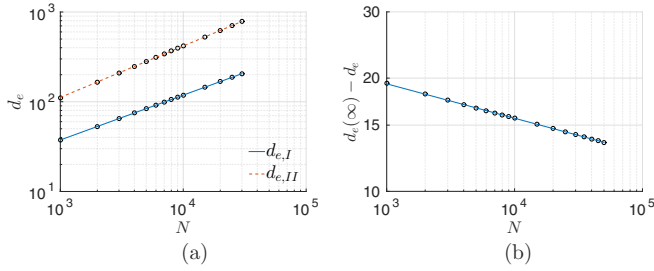 10^3
10^2
10^1
d_e
d_{e,I}
d_{e,II}
10^3
10^4
10^5
N
(a)
30
20
15
10
d_e(∞) − d_e
10^3
10^4
10^5
N
(b)